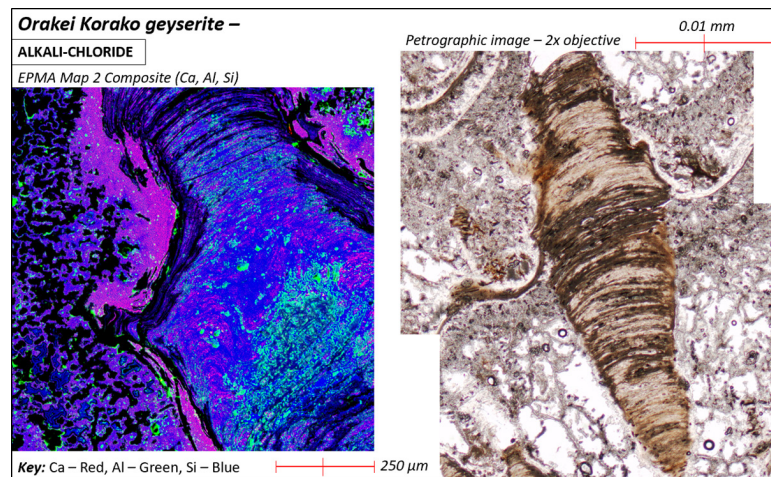 Orakei Korako geyserite –
ALKALI-CHLORIDE
EPMA Map 2 Composite (Ca, Al, Si)
Petrographic image – 2x objective
0.01 mm
Key: Ca – Red, Al – Green, Si – Blue
250 µm